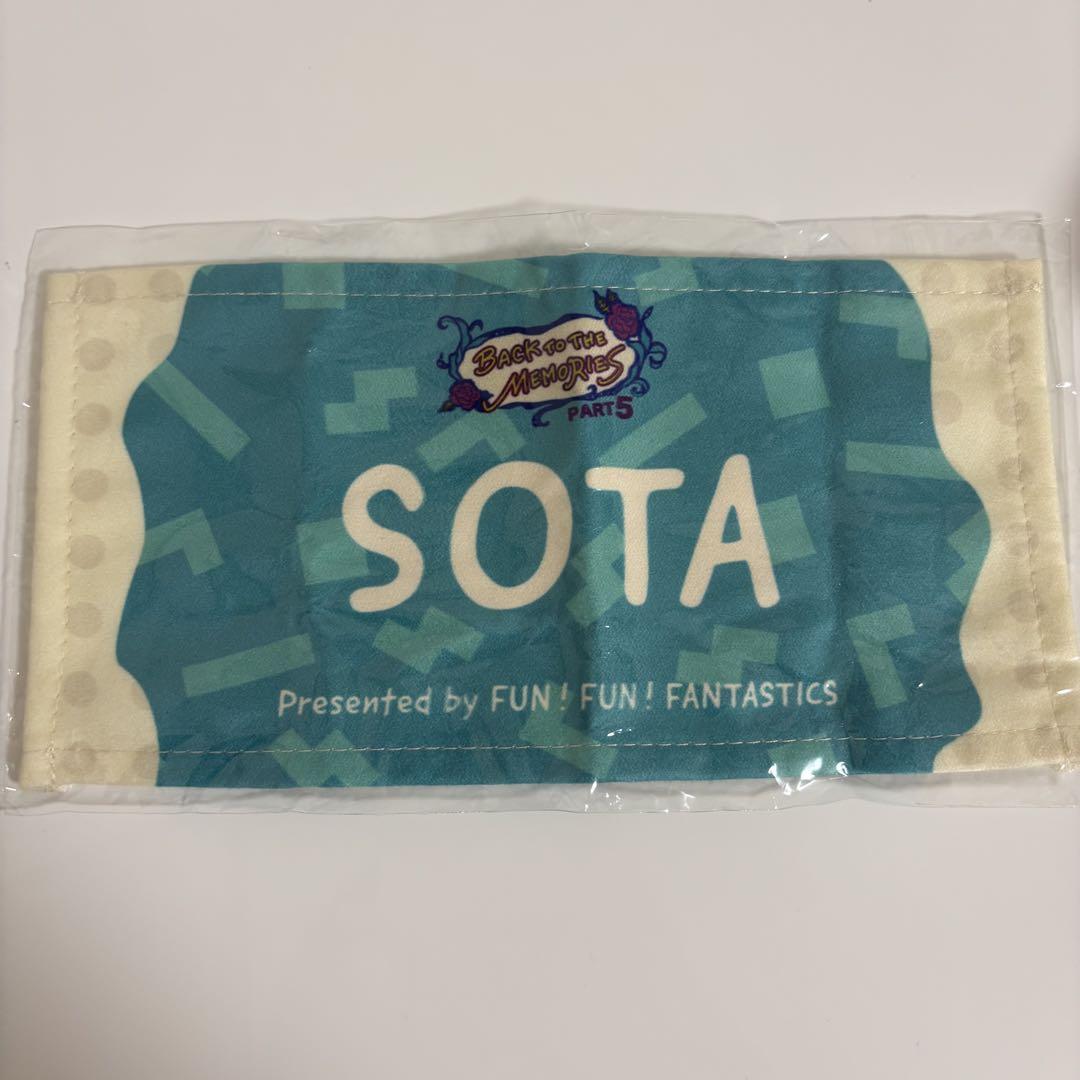 BACK TO THE
MEMORIES
PART5
SOTA
Presented by FUN! FUN! FANTASTICS